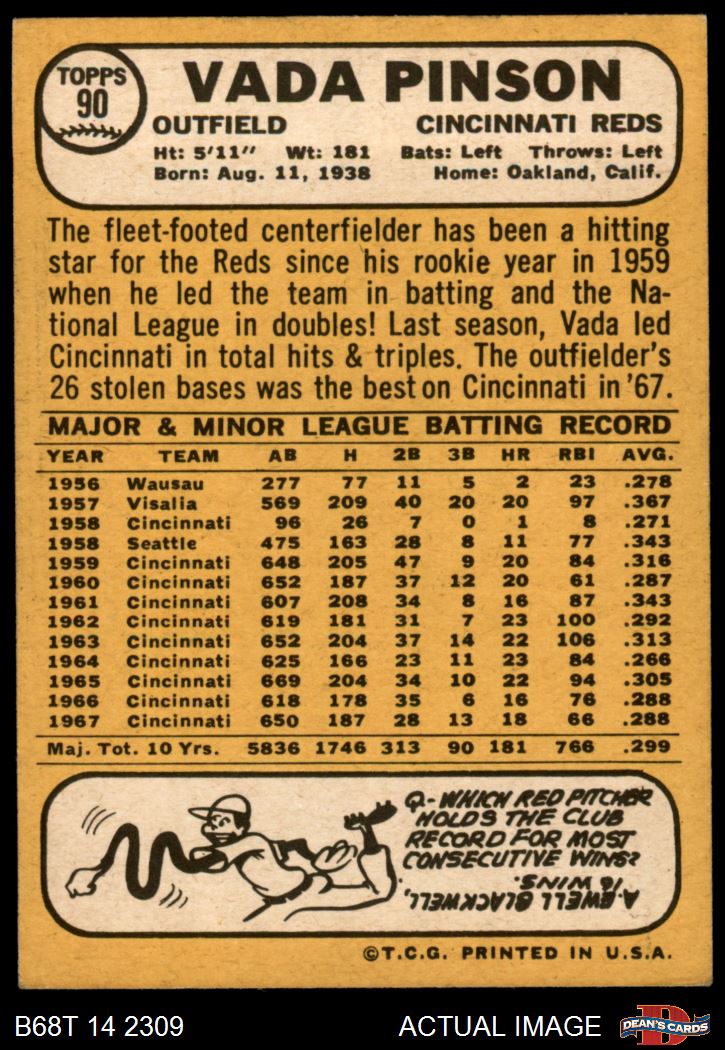 TOPPS
90
VADA PINSON
OUTFIELD CINCINNATI REDS
Ht: 5'11" Wt: 181 Bats: Left Throws: Left
Born: Aug. 11, 1938 Home: Oakland, Calif.
The fleet-footed centerfielder has been a hitting
star for the Reds since his rookie year in 1959
when he led the team in batting and the Na-
tional League in doubles! Last season, Vada led
Cincinnati in total hits & triples. The outfielder's
26 stolen bases was the best on Cincinnati in '67.
MAJOR & MINOR LEAGUE BATTING RECORD
YEAR TEAM AB H 2B 3B HR RBI AVG.
1956 Wausau 277 77 11 5 2 23 .278
1957 Visalia 569 209 40 20 20 97 .367
1958 Cincinnati 96 26 7 0 1 8 .271
1958 Seattle 475 163 28 8 11 77 .343
1959 Cincinnati 648 205 47 9 20 84 .316
1960 Cincinnati 652 187 37 12 20 61 .287
1961 Cincinnati 607 208 34 8 16 87 .343
1962 Cincinnati 619 181 31 7 23 100 .292
1963 Cincinnati 652 204 37 14 22 106 .313
1964 Cincinnati 625 166 23 11 23 84 .266
1965 Cincinnati 669 204 34 10 22 94 .305
1966 Cincinnati 618 178 35 6 16 76 .288
1967 Cincinnati 650 187 28 13 18 66 .288
Maj. Tot. 10 Yrs. 5836 1746 313 90 181 766 .299
Q- WHICH RED PITCHER
HOLDS THE CLUB
RECORD FOR MOST
CONSECUTIVE WINS?
A. EWELL BLACKWELL,
16 WINS.
©T.C.G. PRINTED IN U.S.A.
B68T 14 2309 ACTUAL IMAGE
D
DEAN'S CARDS